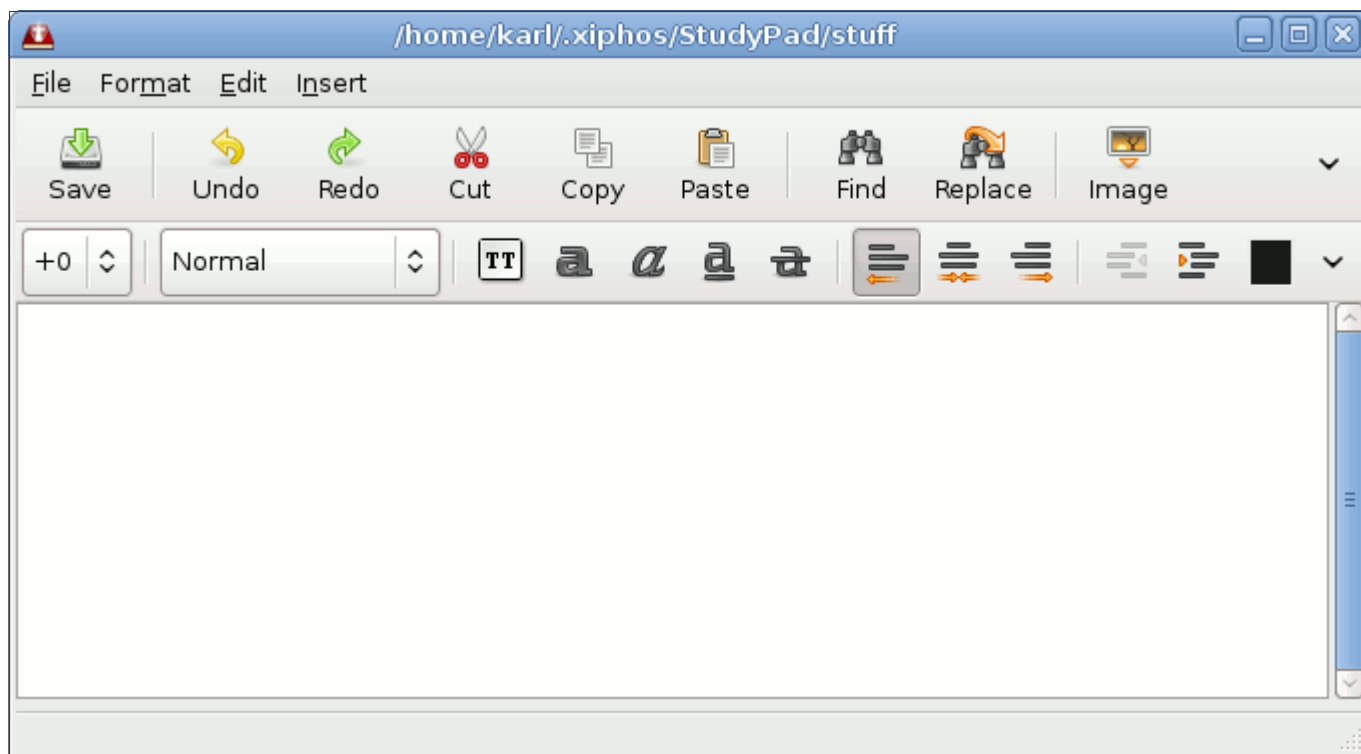 /home/karl/.xiphos/StudyPad/stuff
File Format Edit Insert
Save Undo Redo Cut Copy Paste Find Replace Image
+0 Normal TT a a a a